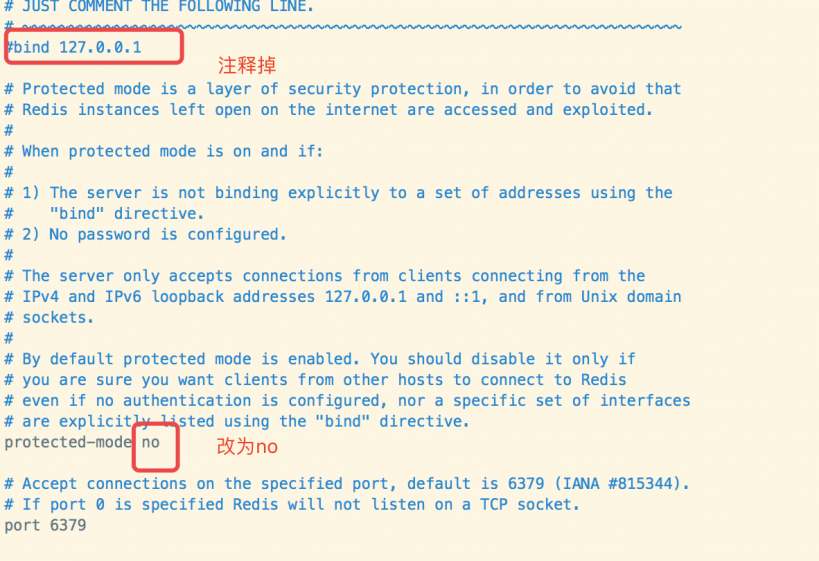 # JUST COMMENT THE FOLLOWING LINE.
# ~~~~~~~~~~~~~~~~~~~~~~~~~~~~~~~~~~~~~~~~~~~~~~~~~~~~~~~~~~~~~~~~~~~~~~~~
#bind 127.0.0.1
注释掉
# Protected mode is a layer of security protection, in order to avoid that
# Redis instances left open on the internet are accessed and exploited.
#
# When protected mode is on and if:
#
# 1) The server is not binding explicitly to a set of addresses using the
#    "bind" directive.
# 2) No password is configured.
#
# The server only accepts connections from clients connecting from the
# IPv4 and IPv6 loopback addresses 127.0.0.1 and ::1, and from Unix domain
# sockets.
#
# By default protected mode is enabled. You should disable it only if
# you are sure you want clients from other hosts to connect to Redis
# even if no authentication is configured, nor a specific set of interfaces
# are explicitly listed using the "bind" directive.
protected-mode no
改为no
# Accept connections on the specified port, default is 6379 (IANA #815344).
# If port 0 is specified Redis will not listen on a TCP socket.
port 6379